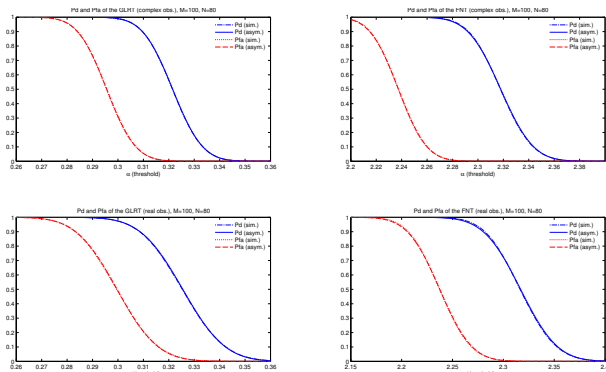 Pd and Pfa of the GLRT (complex obs.), M=100, N=80
Pd (sim.)
Pd (asym.)
Pfa (sim.)
Pfa (asym.)
1
0.9
0.8
0.7
0.6
0.5
0.4
0.3
0.2
0.1
0
0.26 0.27 0.28 0.29 0.3 0.31 0.32 0.33 0.34 0.35 0.36
α (threshold)
Pd and Pfa of the FNT (complex obs.), M=100, N=80
Pd (sim.)
Pd (asym.)
Pfa (sim.)
Pfa (asym.)
1
0.9
0.8
0.7
0.6
0.5
0.4
0.3
0.2
0.1
0
2.2 2.22 2.24 2.26 2.28 2.3 2.32 2.34 2.36 2.38
α (threshold)
Pd and Pfa of the GLRT (real obs.), M=100, N=80
Pd (sim.)
Pd (asym.)
Pfa (sim.)
Pfa (asym.)
1
0.9
0.8
0.7
0.6
0.5
0.4
0.3
0.2
0.1
0
0.26 0.27 0.28 0.29 0.3 0.31 0.32 0.33 0.34 0.35 0.36
Pd and Pfa of the FNT (real obs.), M=100, N=80
Pd (sim.)
Pd (asym.)
Pfa (sim.)
Pfa (asym.)
1
0.9
0.8
0.7
0.6
0.5
0.4
0.3
0.2
0.1
0
2.15 2.2 2.25 2.3 2.35